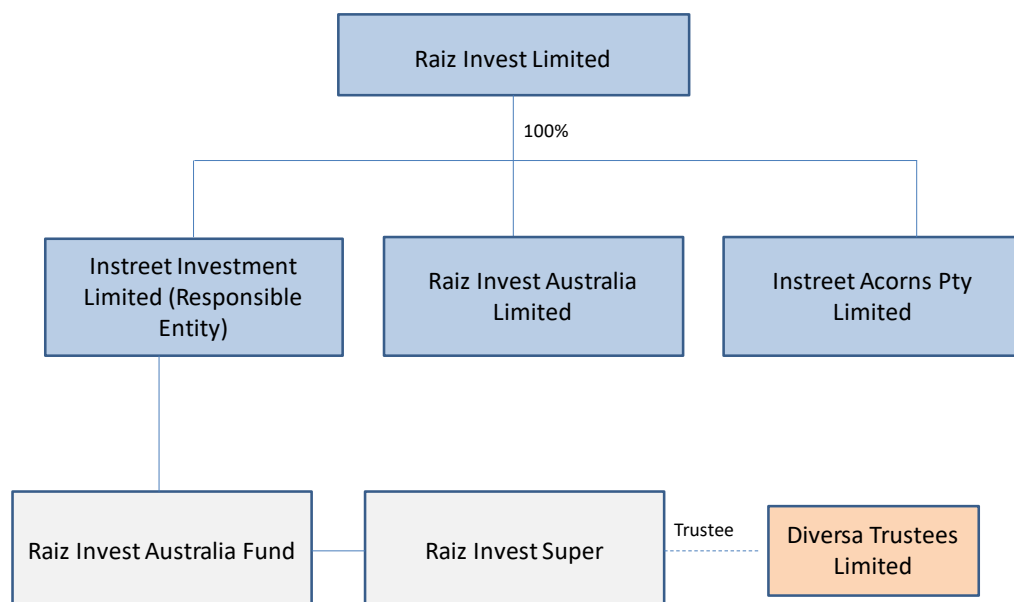 Raiz Invest Limited
100%
Instreet Investment
Limited (Responsible
Entity)
Raiz Invest Australia
Limited
Instreet Acorns Pty
Limited
Raiz Invest Australia Fund
Raiz Invest Super
Trustee
Diversa Trustees
Limited